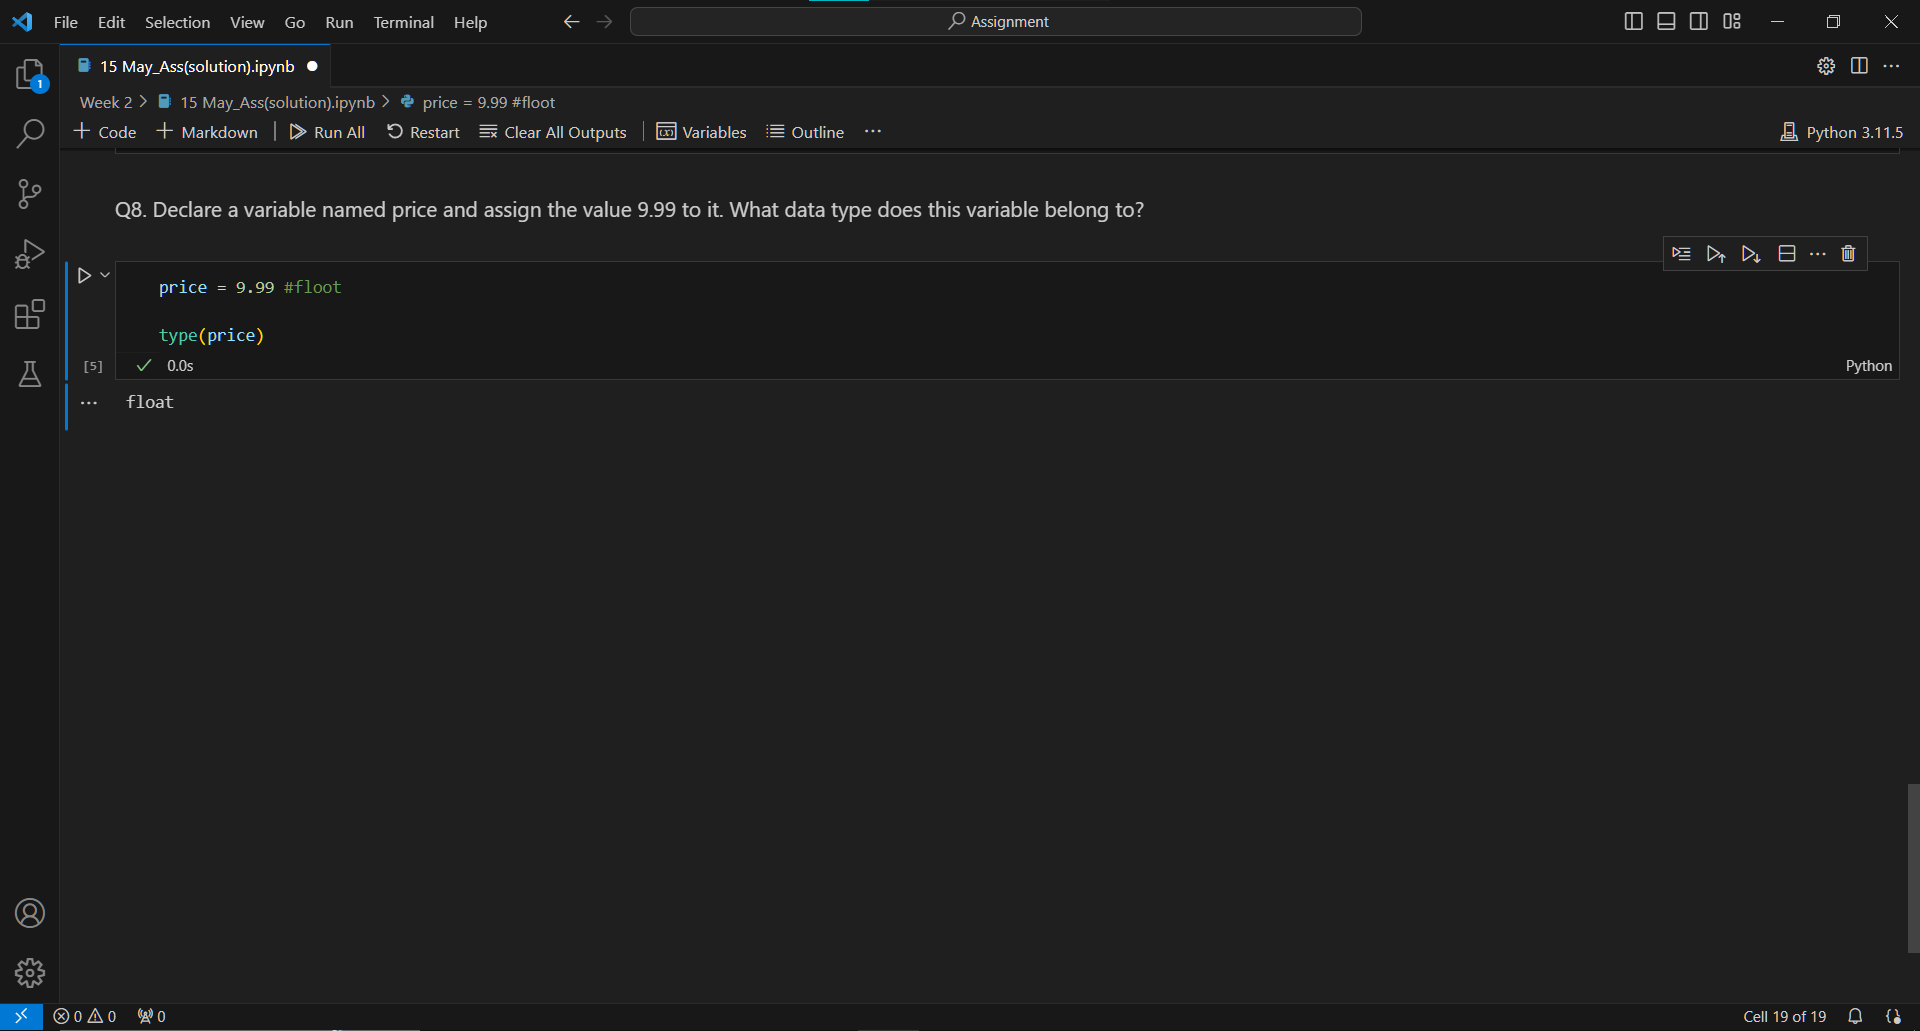 File Edit Selection View Go Run Terminal Help
Assignment
1
15 May_Ass(solution).ipynb
Week 2 > 15 May_Ass(solution).ipynb > price = 9.99 #floot
+ Code + Markdown | Run All Restart Clear All Outputs | Variables Outline ...
Python 3.11.5
Q8. Declare a variable named price and assign the value 9.99 to it. What data type does this variable belong to?
price = 9.99 #floot
type(price)
[5] 0.0s
Python
... float
0 0 0
Cell 19 of 19